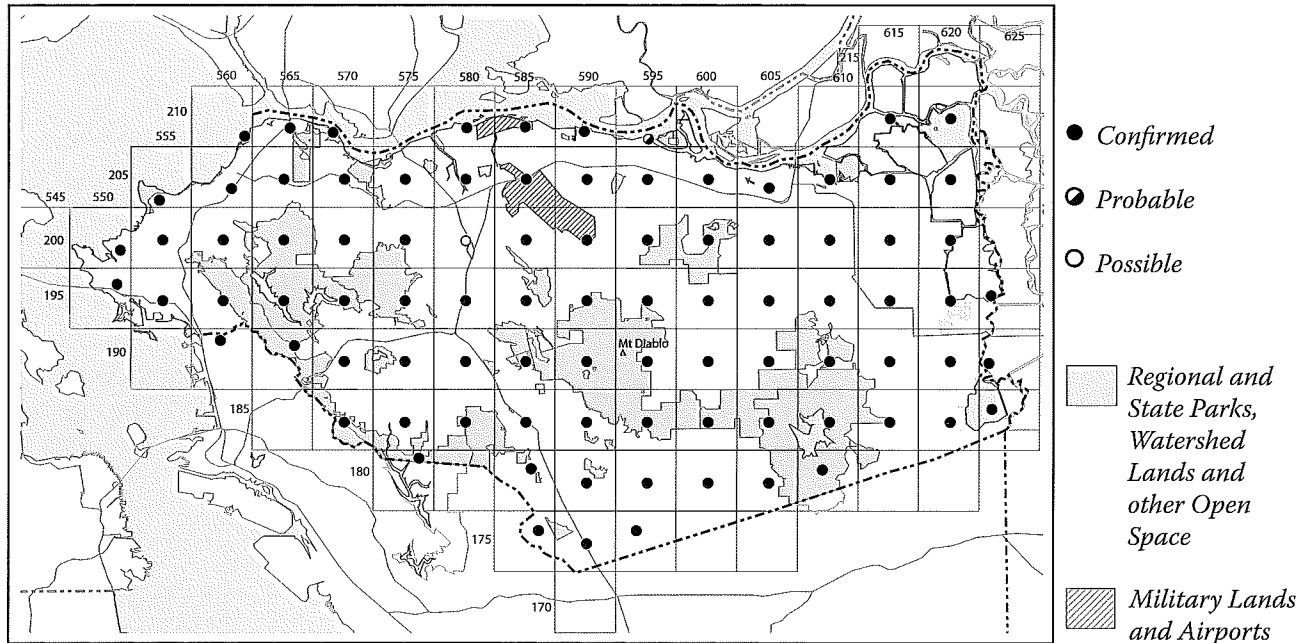 615
620
625
215
560
565
570
575
580
585
590
595
600
605
610
210
555
205
545
550
200
195
190
Mt Diablo
185
180
175
170
Confirmed
Probable
Possible
Regional and
State Parks,
Watershed
Lands and
other Open
Space
Military Lands
and Airports